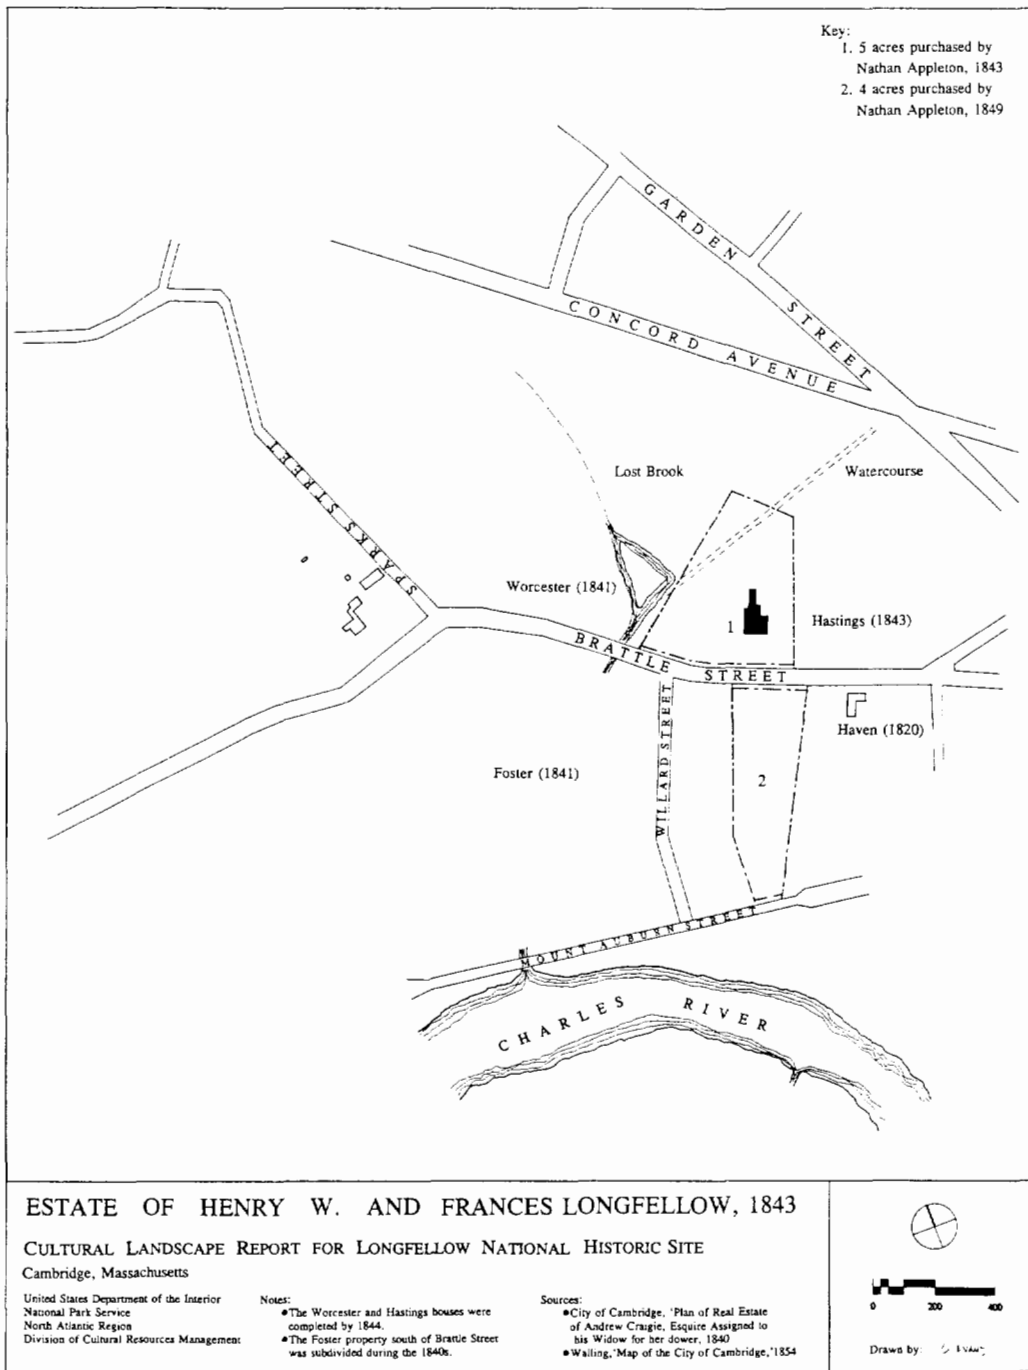 Key:
1. 5 acres purchased by
Nathan Appleton, 1843
2. 4 acres purchased by
Nathan Appleton, 1849
GARDEN STREET
CONCORD AVENUE
SPARKS STREET
Lost Brook
Watercourse
Worcester (1841)
1
Hastings (1843)
BRATTLE STREET
Haven (1820)
WILLARD STREET
Foster (1841)
2
MOUNT AUBURN STREET
CHARLES RIVER
ESTATE OF HENRY W. AND FRANCES LONGFELLOW, 1843
CULTURAL LANDSCAPE REPORT FOR LONGFELLOW NATIONAL HISTORIC SITE
Cambridge, Massachusetts
United States Department of the Interior
National Park Service
North Atlantic Region
Division of Cultural Resources Management
Notes:
•The Worcester and Hastings houses were
completed by 1844.
•The Foster property south of Brattle Street
was subdivided during the 1840s.
Sources:
•City of Cambridge, 'Plan of Real Estate
of Andrew Craigie, Esquire Assigned to
his Widow for her dower, 1840
•Walling, 'Map of the City of Cambridge,' 1854
0 200 400
Drawn by: